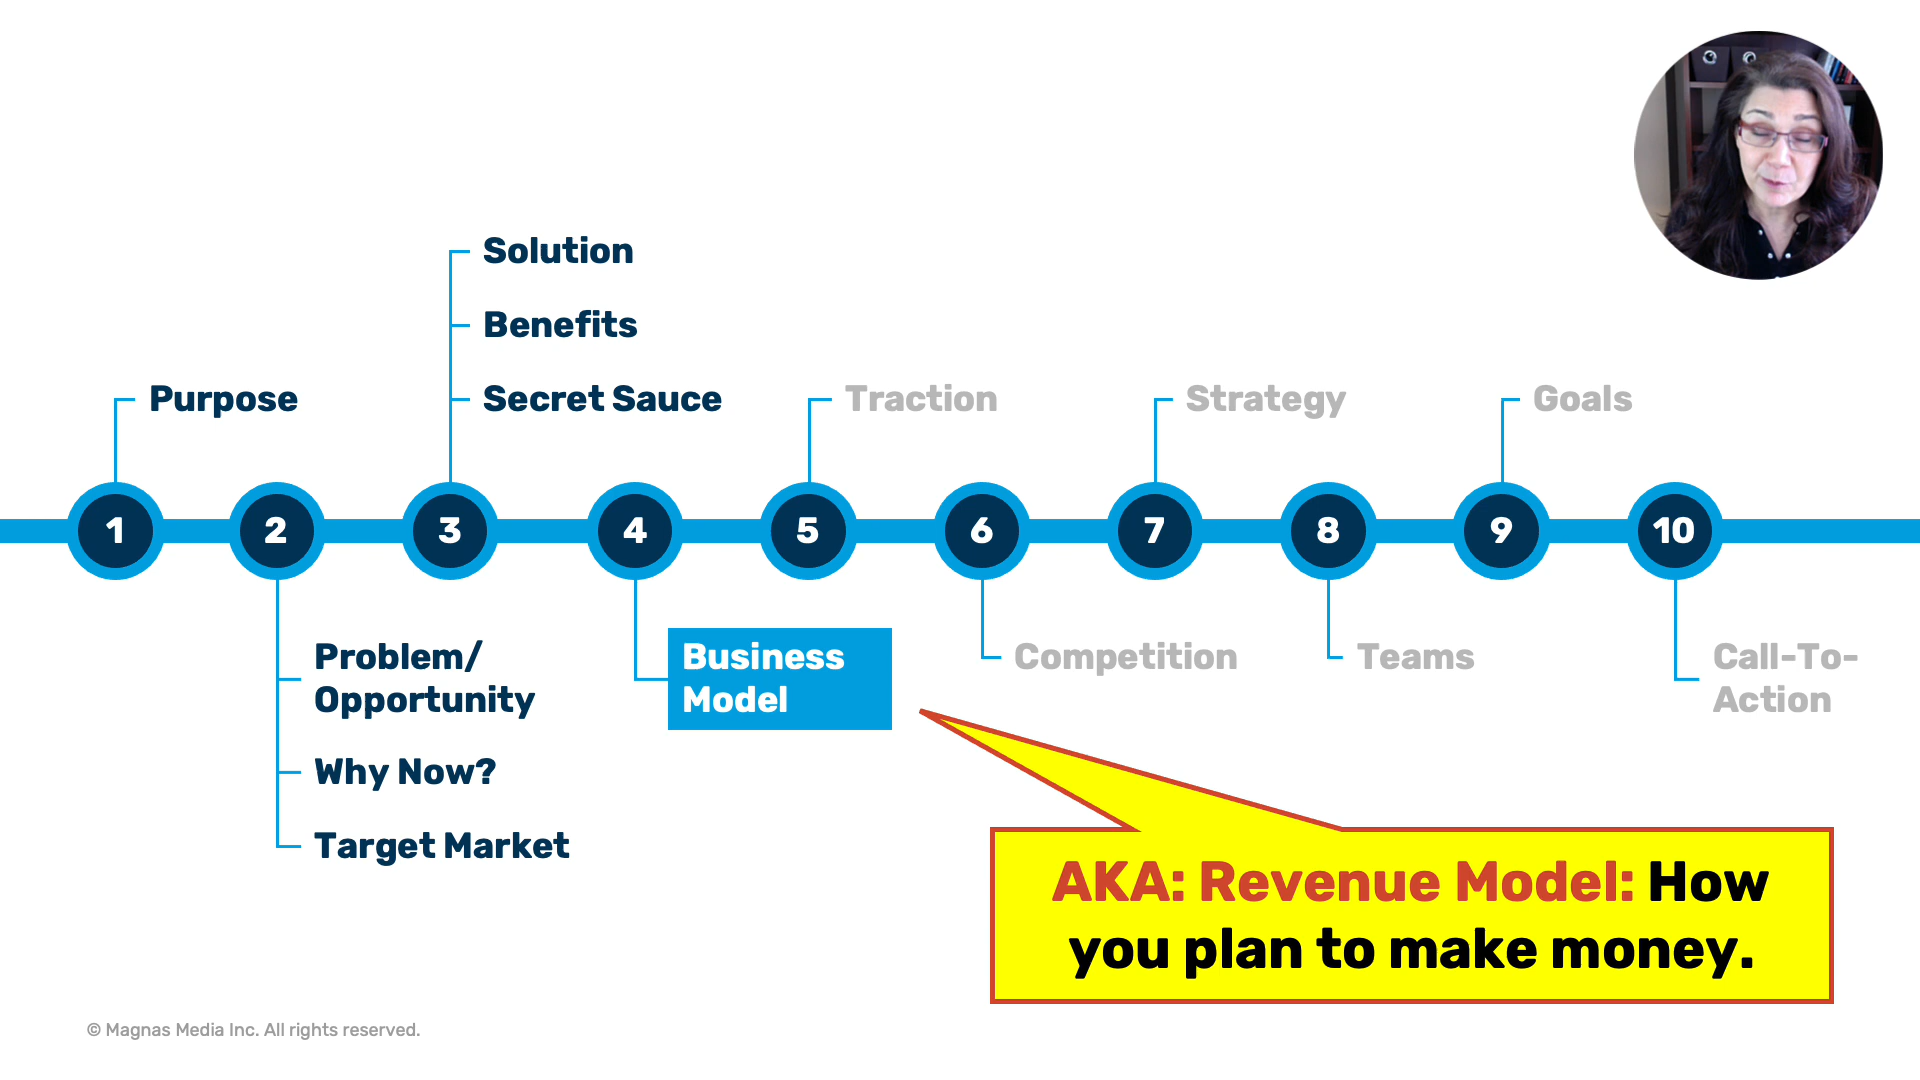 Solution
Benefits
Purpose
Secret Sauce
Traction
Strategy
Goals
1
2
3
4
5
6
7
8
9
10
Problem/
Opportunity
Why Now?
Target Market
Business
Model
Competition
Teams
Call-To-
Action
AKA: Revenue Model: How
you plan to make money.
© Magnas Media Inc. All rights reserved.